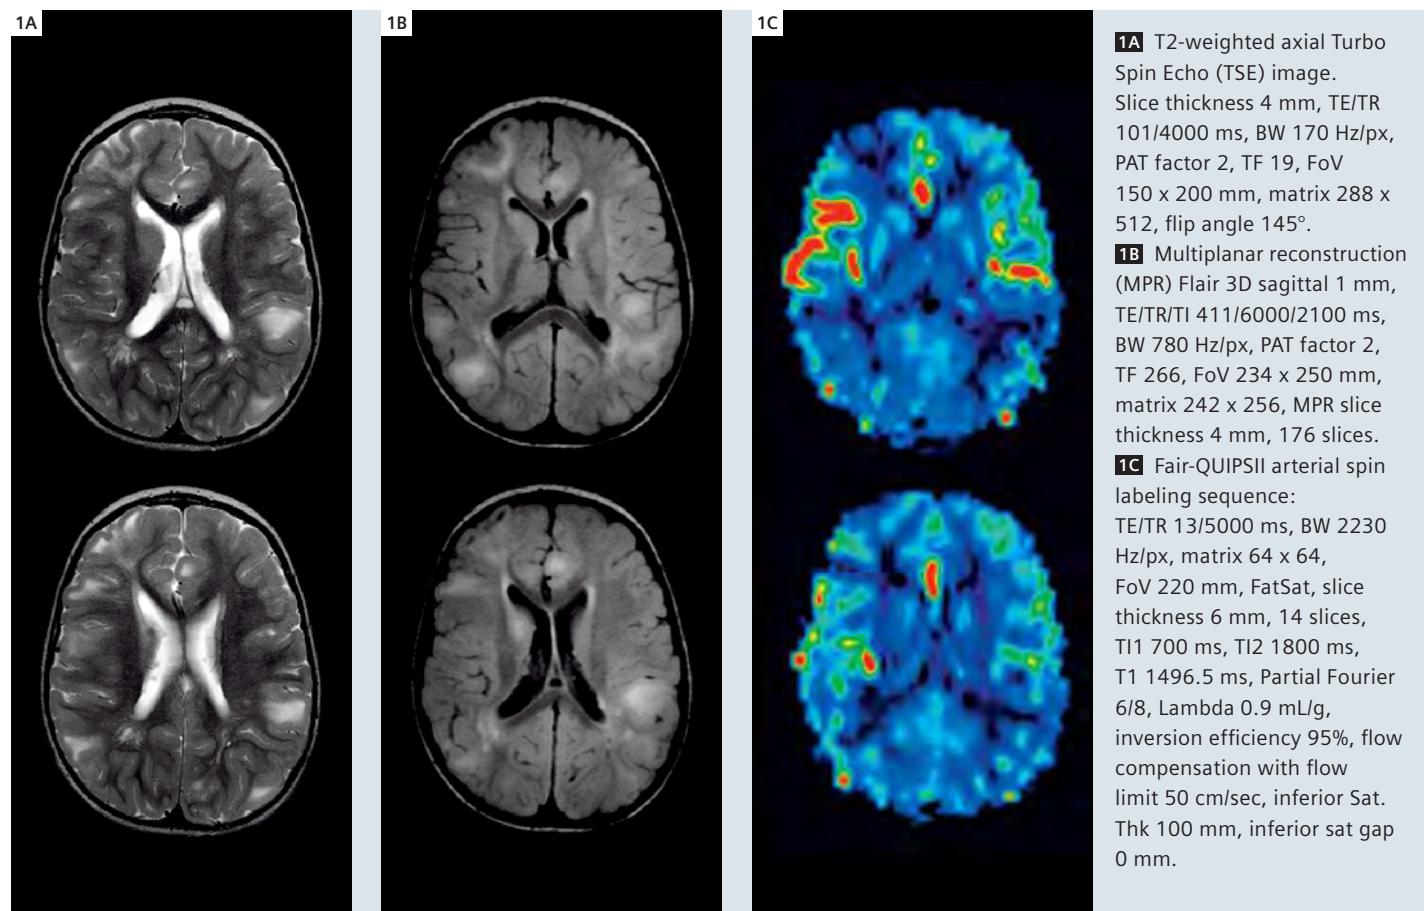 1A
1B
1C
1A T2-weighted axial Turbo
Spin Echo (TSE) image.
Slice thickness 4 mm, TE/TR
101/4000 ms, BW 170 Hz/px,
PAT factor 2, TF 19, FoV
150 x 200 mm, matrix 288 x
512, flip angle 145°.
1B Multiplanar reconstruction
(MPR) Flair 3D sagittal 1 mm,
TE/TR/TI 411/6000/2100 ms,
BW 780 Hz/px, PAT factor 2,
TF 266, FoV 234 x 250 mm,
matrix 242 x 256, MPR slice
thickness 4 mm, 176 slices.
1C Fair-QUIPSII arterial spin
labeling sequence:
TE/TR 13/5000 ms, BW 2230
Hz/px, matrix 64 x 64,
FoV 220 mm, FatSat, slice
thickness 6 mm, 14 slices,
TI1 700 ms, TI2 1800 ms,
T1 1496.5 ms, Partial Fourier
6/8, Lambda 0.9 mL/g,
inversion efficiency 95%, flow
compensation with flow
limit 50 cm/sec, inferior Sat.
Thk 100 mm, inferior sat gap
0 mm.